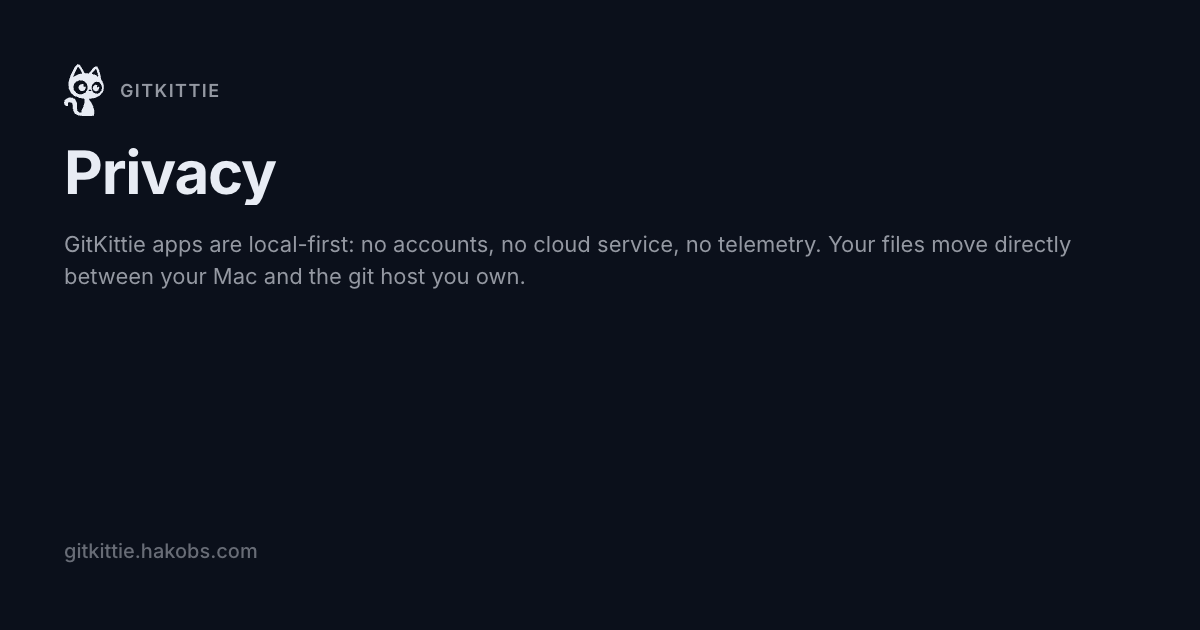 GITKITTIE
Privacy
GitKittie apps are local-first: no accounts, no cloud service, no telemetry. Your files move directly
between your Mac and the git host you own.
gitkittie.hakobs.com